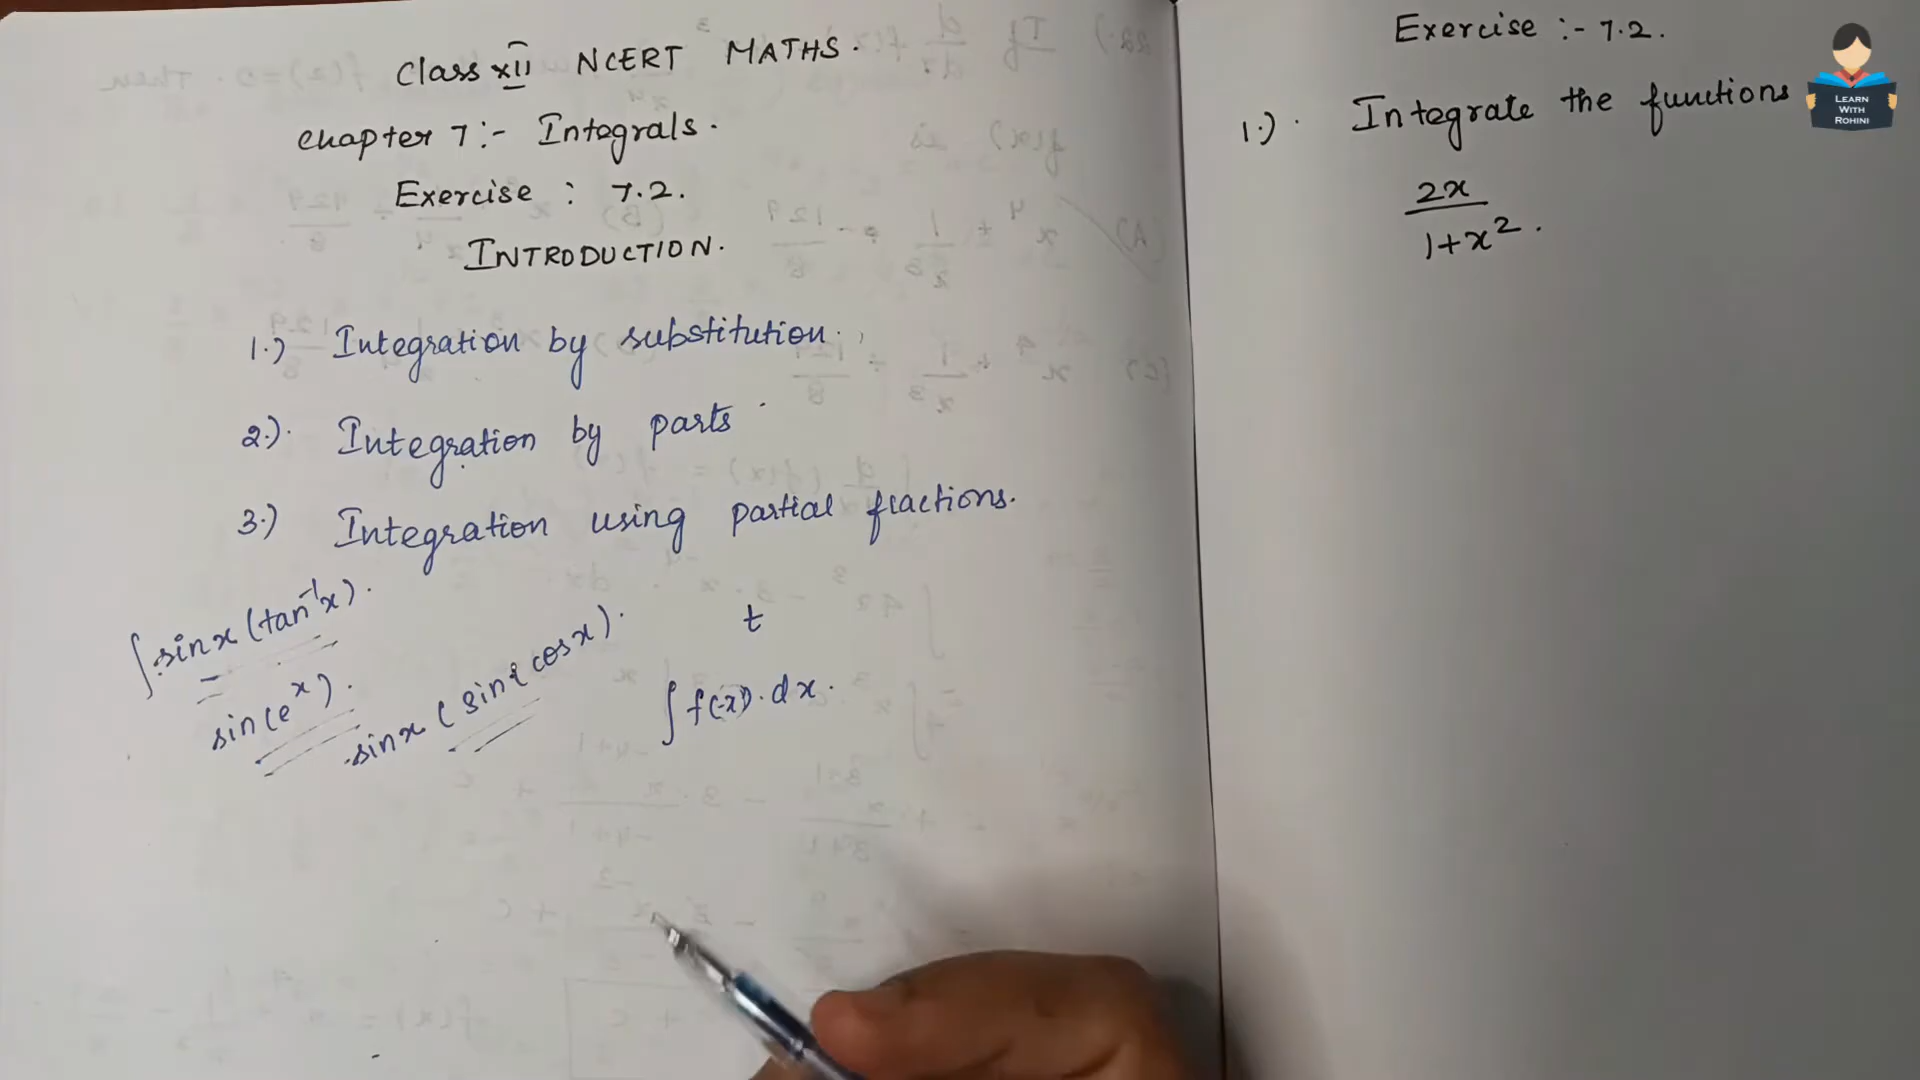 Class XII NCERT MATHS.
Chapter 7:- Integrals.
Exercise : 7.2.
INTRODUCTION.
1.) Integration by substitution.
2.) Integration by parts.
3.) Integration using partial fractions.
∫sinx(tan⁻¹x).
sin(eˣ).
sinx(sinx cosx).
t
∫f(x).dx.
Exercise :- 7.2.
1.) Integrate the functions
2x
1+x².
LEARN
WITH
ROHINI